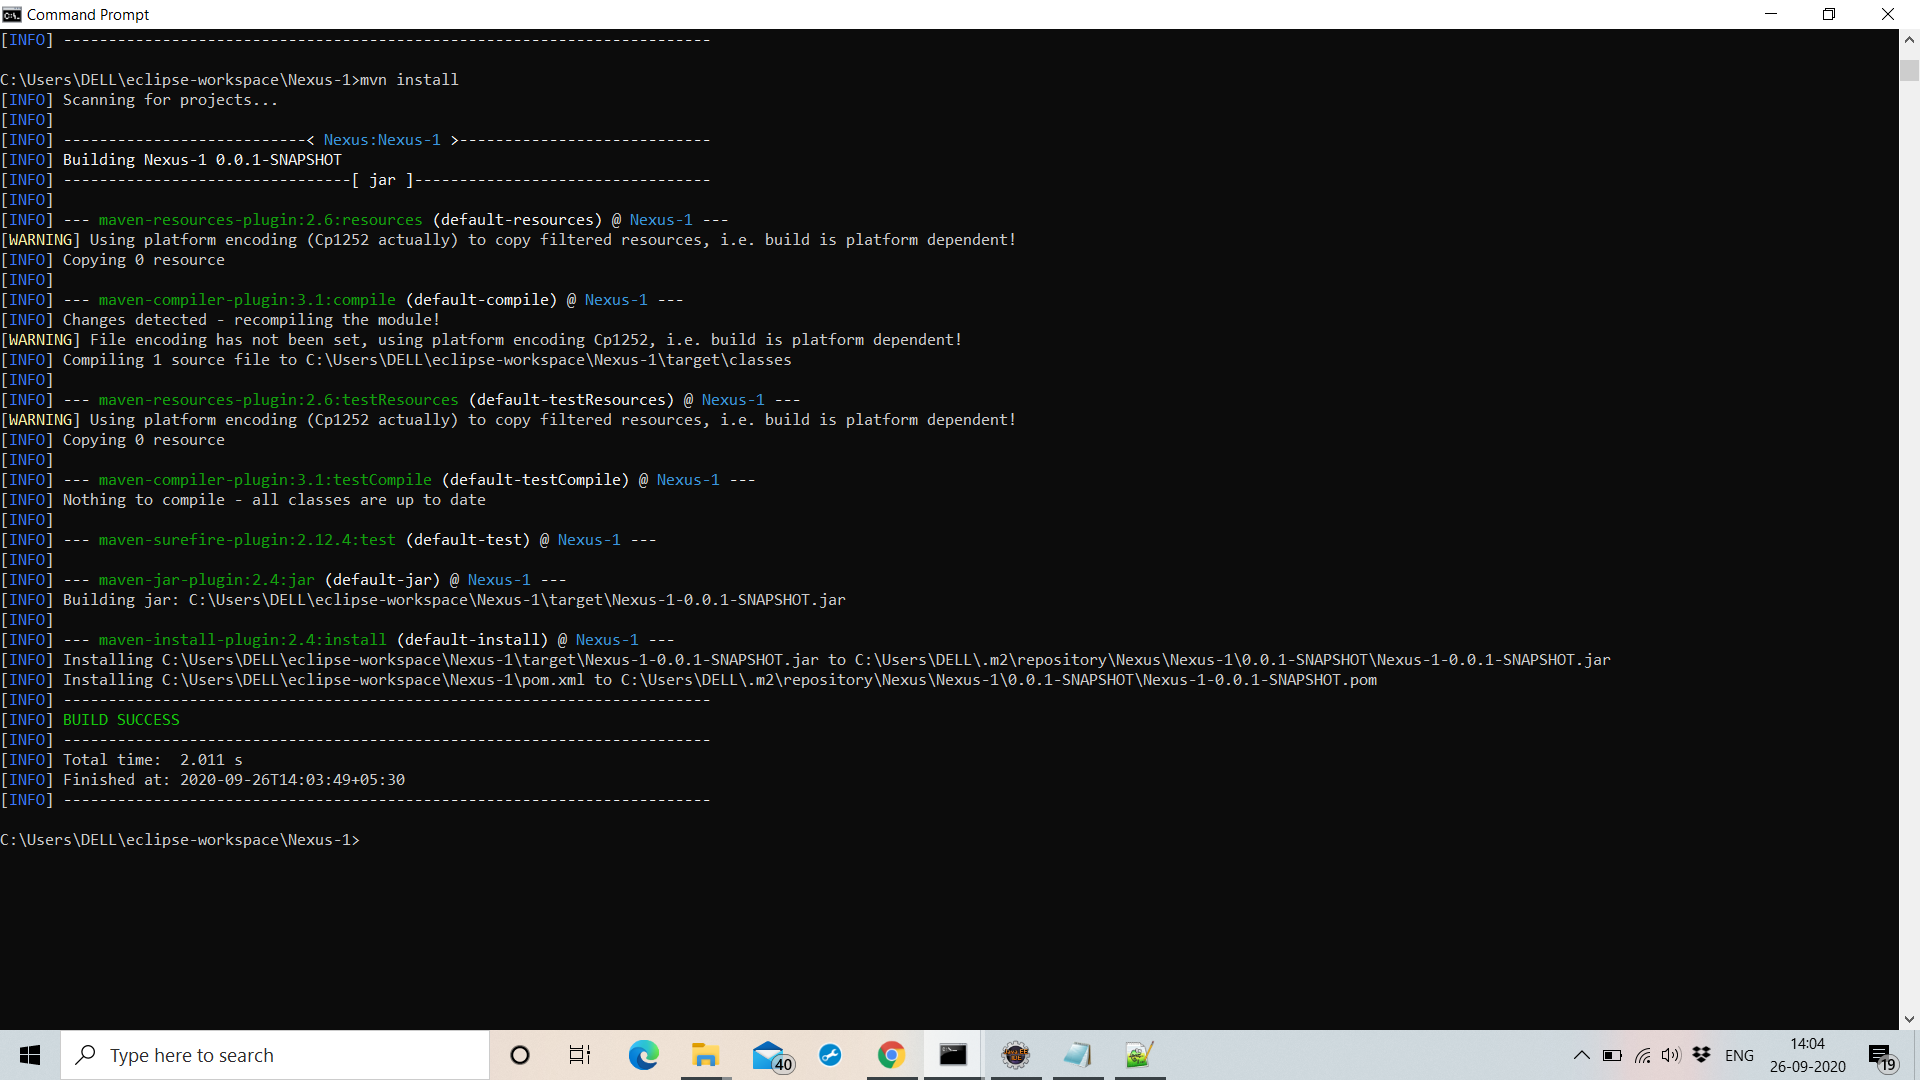 Command Prompt
[INFO] ------------------------------------------------------------------------
C:\Users\DELL\eclipse-workspace\Nexus-1>mvn install
[INFO] Scanning for projects...
[INFO]
[INFO] ---------------------------< Nexus:Nexus-1 >----------------------------
[INFO] Building Nexus-1 0.0.1-SNAPSHOT
[INFO] --------------------------------[ jar ]---------------------------------
[INFO]
[INFO] --- maven-resources-plugin:2.6:resources (default-resources) @ Nexus-1 ---
[WARNING] Using platform encoding (Cp1252 actually) to copy filtered resources, i.e. build is platform dependent!
[INFO] Copying 0 resource
[INFO]
[INFO] --- maven-compiler-plugin:3.1:compile (default-compile) @ Nexus-1 ---
[INFO] Changes detected - recompiling the module!
[WARNING] File encoding has not been set, using platform encoding Cp1252, i.e. build is platform dependent!
[INFO] Compiling 1 source file to C:\Users\DELL\eclipse-workspace\Nexus-1\target\classes
[INFO]
[INFO] --- maven-resources-plugin:2.6:testResources (default-testResources) @ Nexus-1 ---
[WARNING] Using platform encoding (Cp1252 actually) to copy filtered resources, i.e. build is platform dependent!
[INFO] Copying 0 resource
[INFO]
[INFO] --- maven-compiler-plugin:3.1:testCompile (default-testCompile) @ Nexus-1 ---
[INFO] Nothing to compile - all classes are up to date
[INFO]
[INFO] --- maven-surefire-plugin:2.12.4:test (default-test) @ Nexus-1 ---
[INFO]
[INFO] --- maven-jar-plugin:2.4:jar (default-jar) @ Nexus-1 ---
[INFO] Building jar: C:\Users\DELL\eclipse-workspace\Nexus-1\target\Nexus-1-0.0.1-SNAPSHOT.jar
[INFO]
[INFO] --- maven-install-plugin:2.4:install (default-install) @ Nexus-1 ---
[INFO] Installing C:\Users\DELL\eclipse-workspace\Nexus-1\target\Nexus-1-0.0.1-SNAPSHOT.jar to C:\Users\DELL\.m2\repository\Nexus\Nexus-1\0.0.1-SNAPSHOT\Nexus-1-0.0.1-SNAPSHOT.jar
[INFO] Installing C:\Users\DELL\eclipse-workspace\Nexus-1\pom.xml to C:\Users\DELL\.m2\repository\Nexus\Nexus-1\0.0.1-SNAPSHOT\Nexus-1-0.0.1-SNAPSHOT.pom
[INFO] ------------------------------------------------------------------------
[INFO] BUILD SUCCESS
[INFO] ------------------------------------------------------------------------
[INFO] Total time:  2.011 s
[INFO] Finished at: 2020-09-26T14:03:49+05:30
[INFO] ------------------------------------------------------------------------
C:\Users\DELL\eclipse-workspace\Nexus-1>
Type here to search
40
ENG
14:04
26-09-2020
19